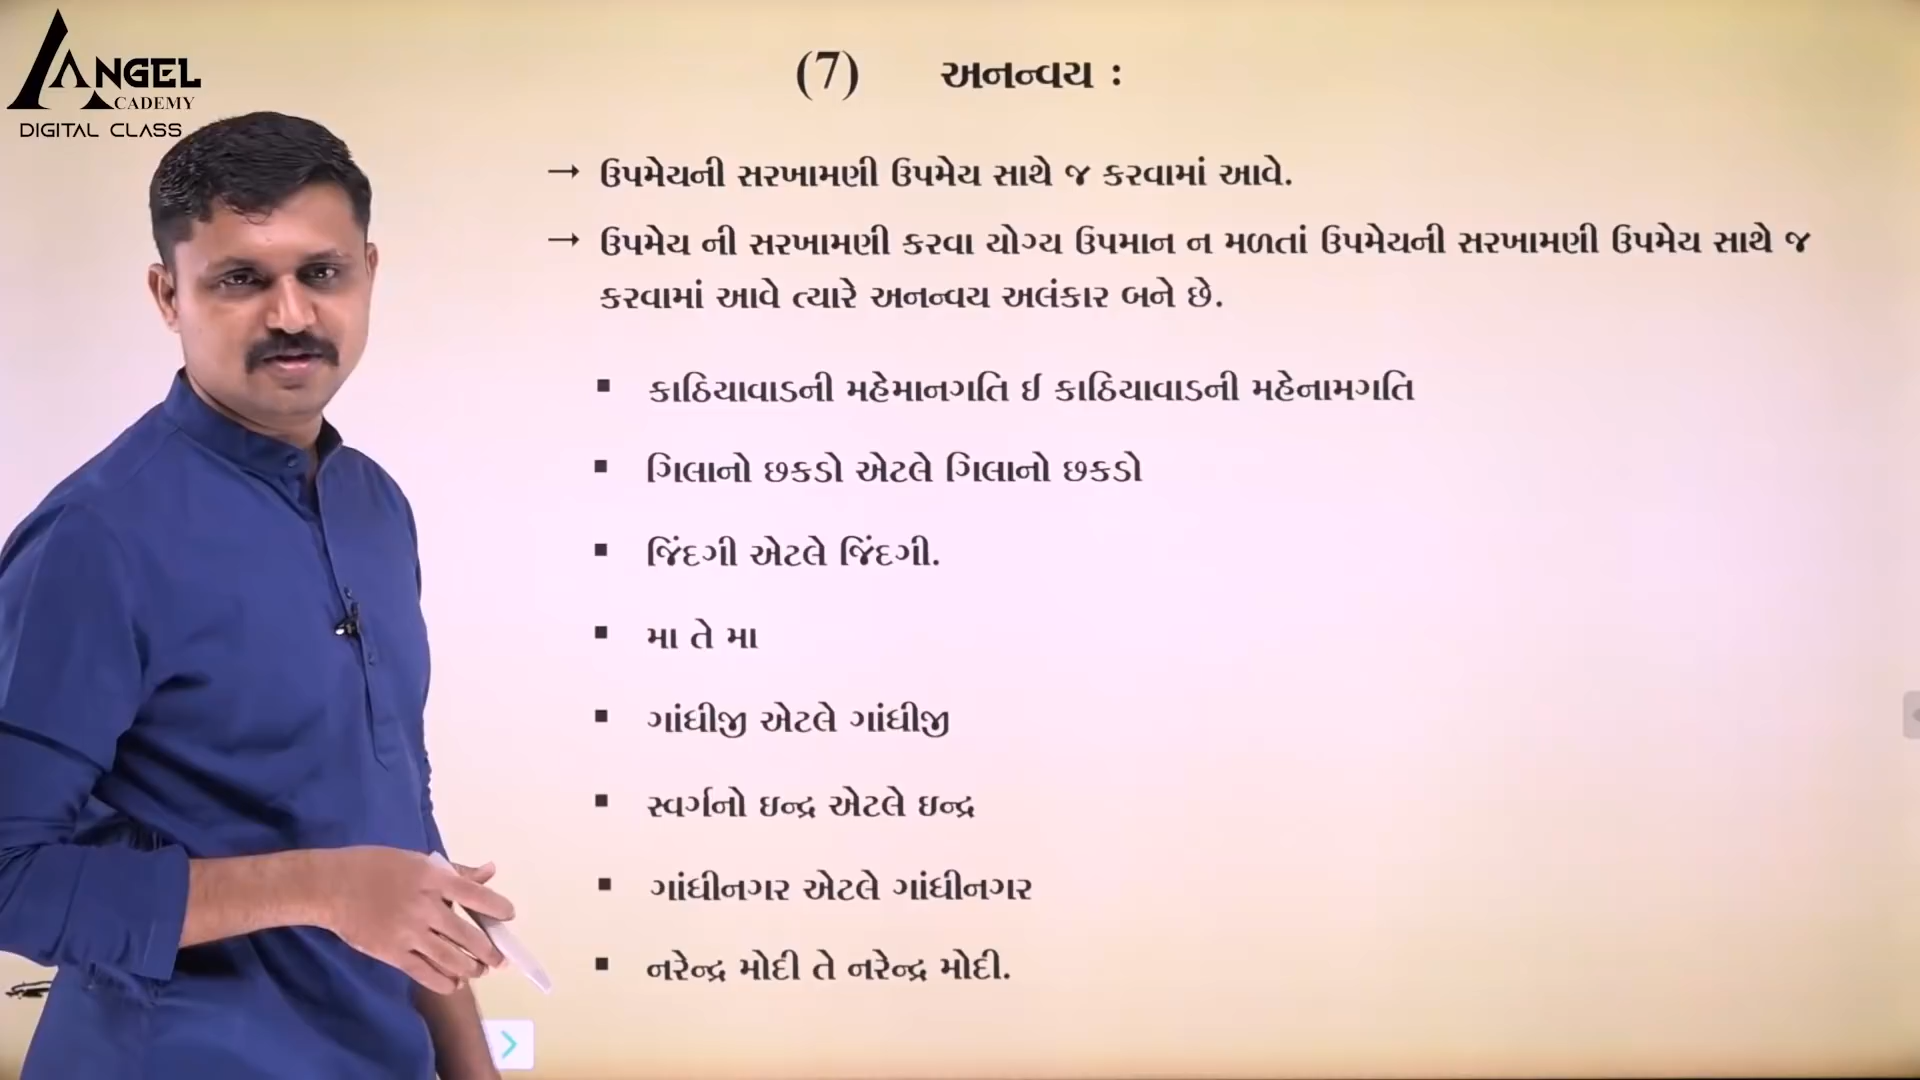 ANGEL
ACADEMY
DIGITAL CLASS
(7) અનન્વય :
→ ઉપમેયની સરખામણી ઉપમેય સાથે જ કરવામાં આવે.
→ ઉપમેય ની સરખામણી કરવા યોગ્ય ઉપમાન ન મળતાં ઉપમેયની સરખામણી ઉપમેય સાથે જ
કરવામાં આવે ત્યારે અનન્વય અલંકાર બને છે.
▪ કાઠિયાવાડની મહેમાનગતિ ઈ કાઠિયાવાડની મહેનામગતિ
▪ ગિલાનો છકડો એટલે ગિલાનો છકડો
▪ જિંદગી એટલે જિંદગી.
▪ મા તે મા
▪ ગાંધીજી એટલે ગાંધીજી
▪ સ્વર્ગનો ઇન્દ્ર એટલે ઇન્દ્ર
▪ ગાંધીનગર એટલે ગાંધીનગર
▪ નરેન્દ્ર મોદી તે નરેન્દ્ર મોદી.